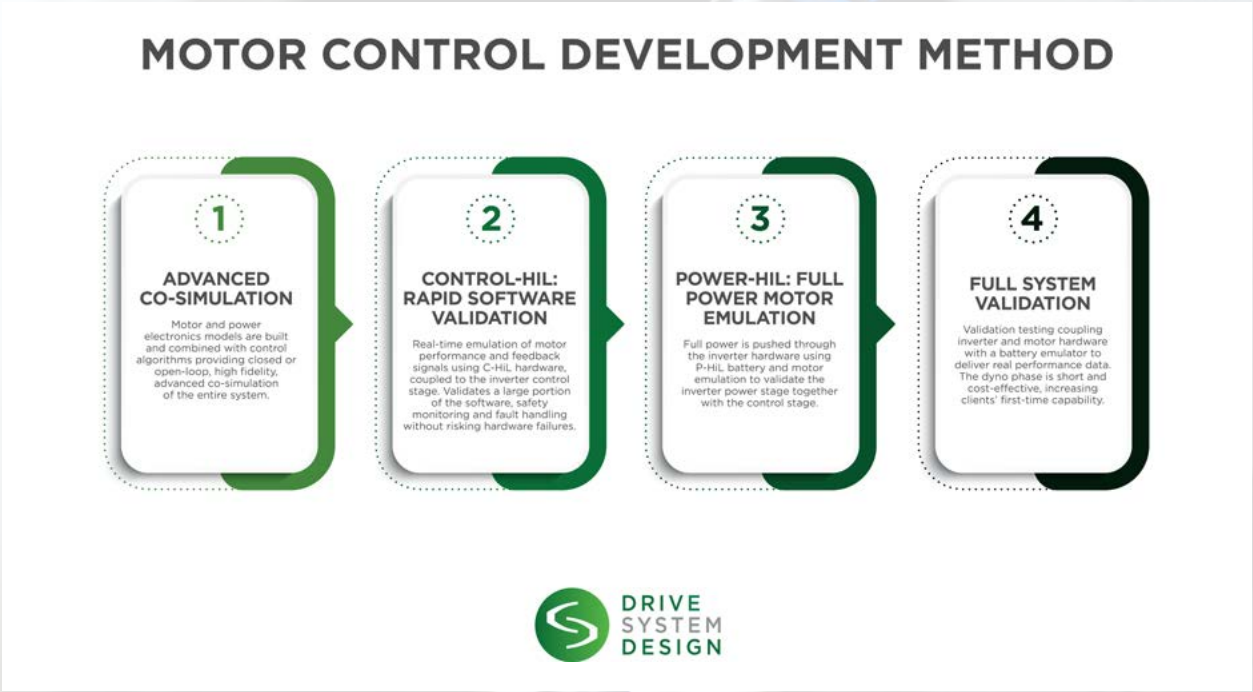 MOTOR CONTROL DEVELOPMENT METHOD
1
ADVANCED
CO-SIMULATION
Motor and power
electronics models are built
and combined with control
algorithms providing closed or
open-loop, high fidelity,
advanced co-simulation
of the entire system.
2
CONTROL-HIL:
RAPID SOFTWARE
VALIDATION
Real-time emulation of motor
performance and feedback
signals using C-HiL hardware,
coupled to the inverter control
stage. Validates a large portion
of the software, safety
monitoring and fault handling
without risking hardware failures.
3
POWER-HIL: FULL
POWER MOTOR
EMULATION
Full power is pushed through
the inverter hardware using
P-HiL battery and motor
emulation to validate the
inverter power stage together
with the control stage.
4
FULL SYSTEM
VALIDATION
Validation testing coupling
inverter and motor hardware
with a battery emulator to
deliver real performance data.
The dyno phase is short and
cost-effective, increasing
clients' first-time capability.
DRIVE
SYSTEM
DESIGN